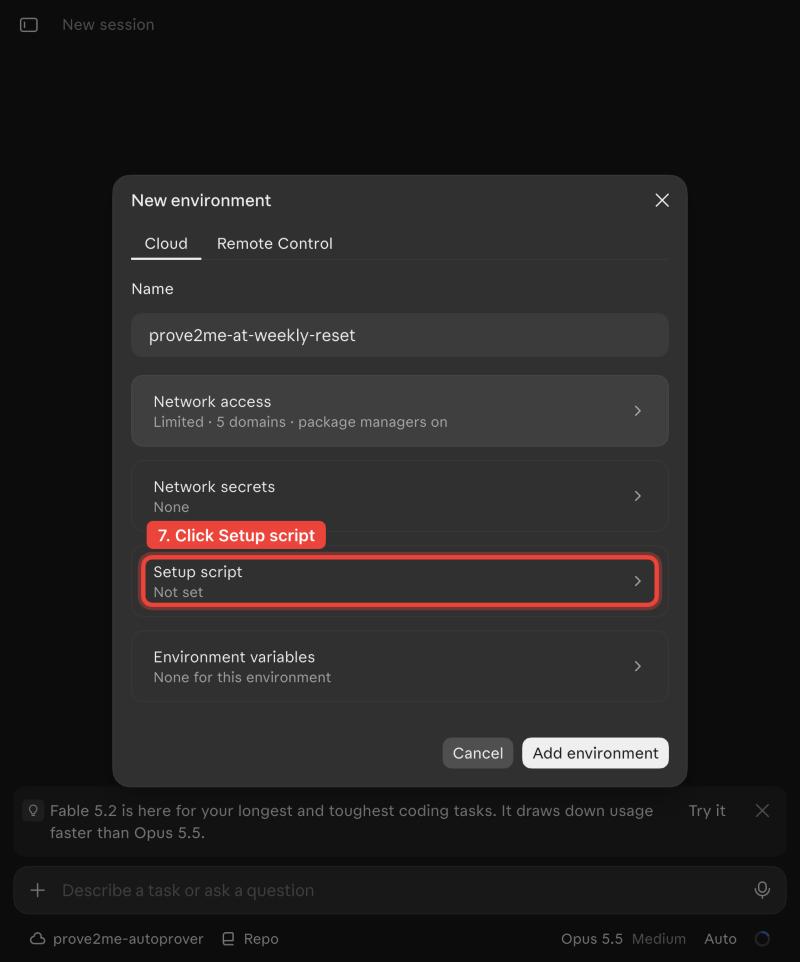 New session
New environment
Cloud
Remote Control
Name
prove2me-at-weekly-reset
Network access
Limited · 5 domains · package managers on
Network secrets
None
7. Click Setup script
Setup script
Not set
Environment variables
None for this environment
Cancel
Add environment
Fable 5.2 is here for your longest and toughest coding tasks. It draws down usage
faster than Opus 5.5.
Try it
Describe a task or ask a question
prove2me-autoprover
Repo
Opus 5.5 Medium
Auto